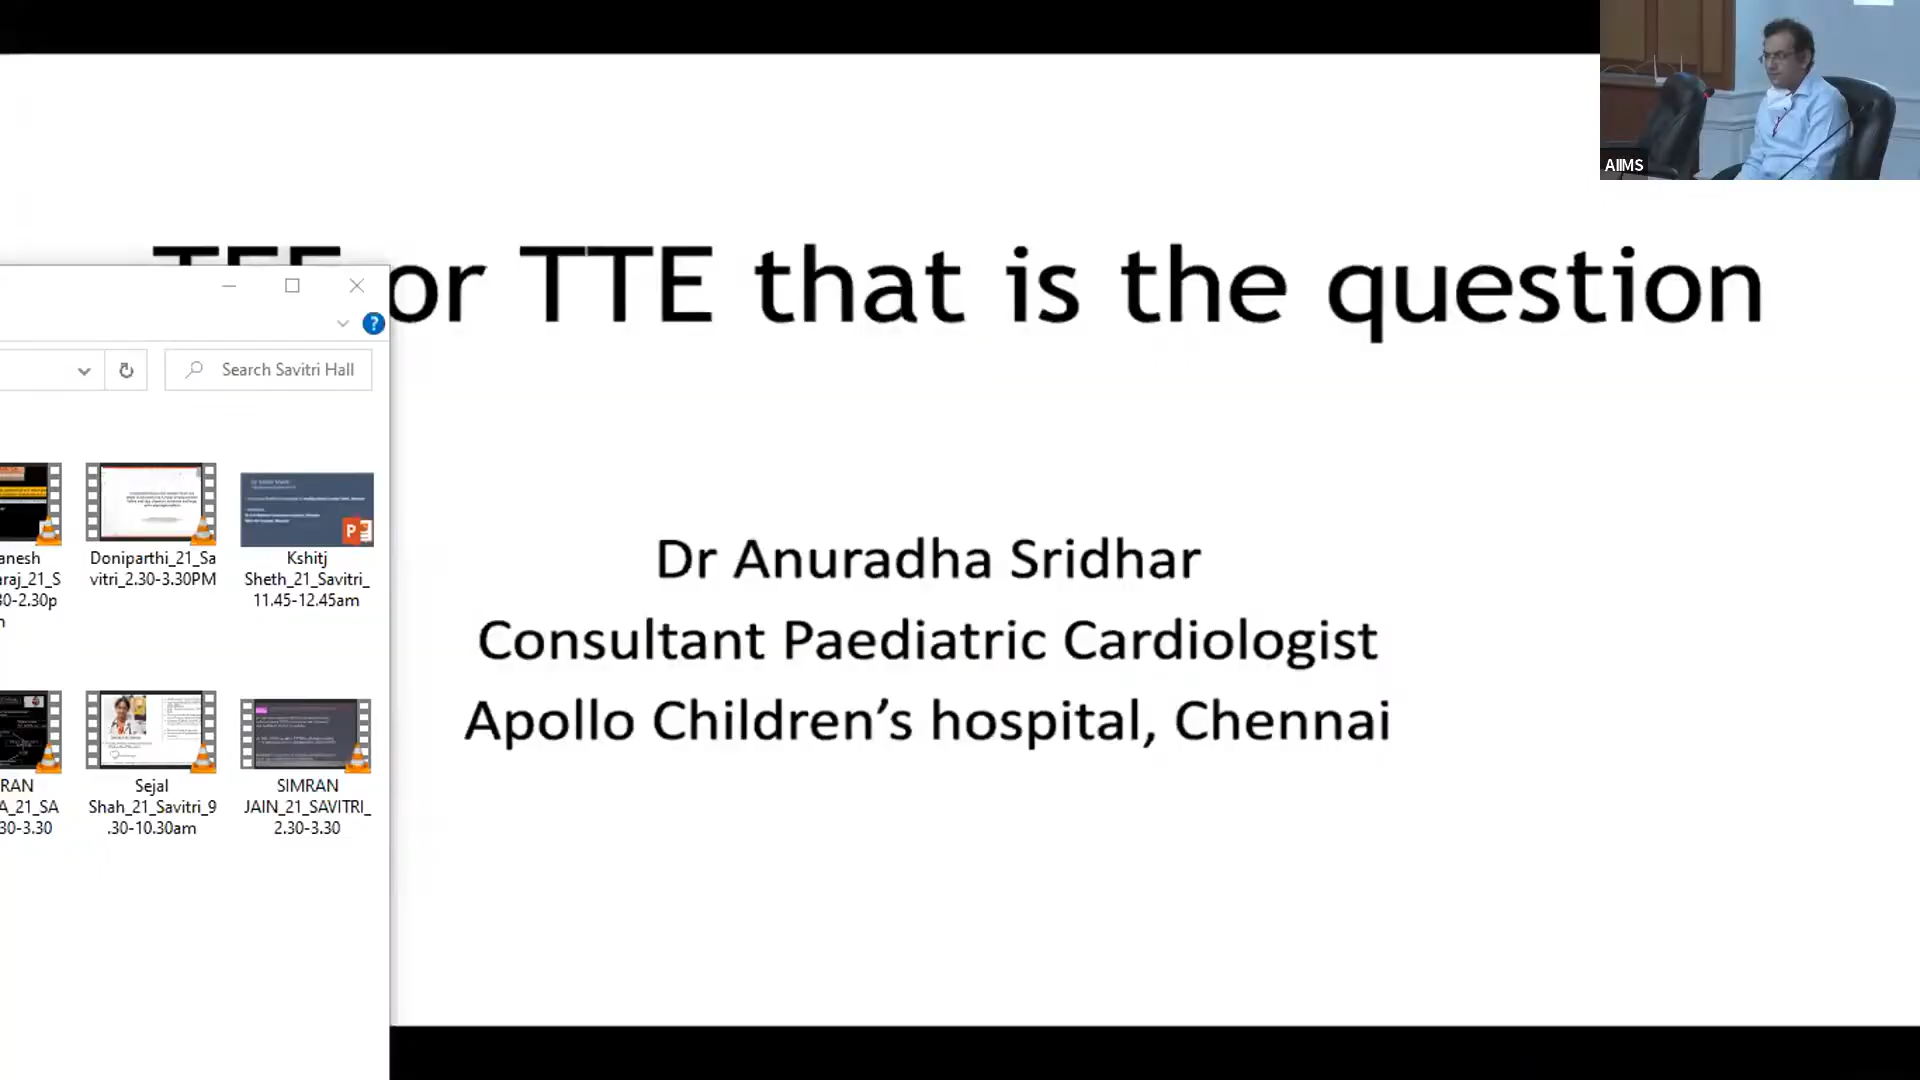 AIIMS
TEE or TTE that is the question
Dr Anuradha Sridhar
Consultant Paediatric Cardiologist
Apollo Children's hospital, Chennai
Search Savitri Hall
anesh
araj_21_S
30-2.30p
Doniparthi_21_Sa
vitri_2.30-3.30PM
Kshitj
Sheth_21_Savitri_
11.45-12.45am
RAN
A_21_SA
30-3.30
Sejal
Shah_21_Savitri_9
.30-10.30am
SIMRAN
JAIN_21_SAVITRI_
2.30-3.30